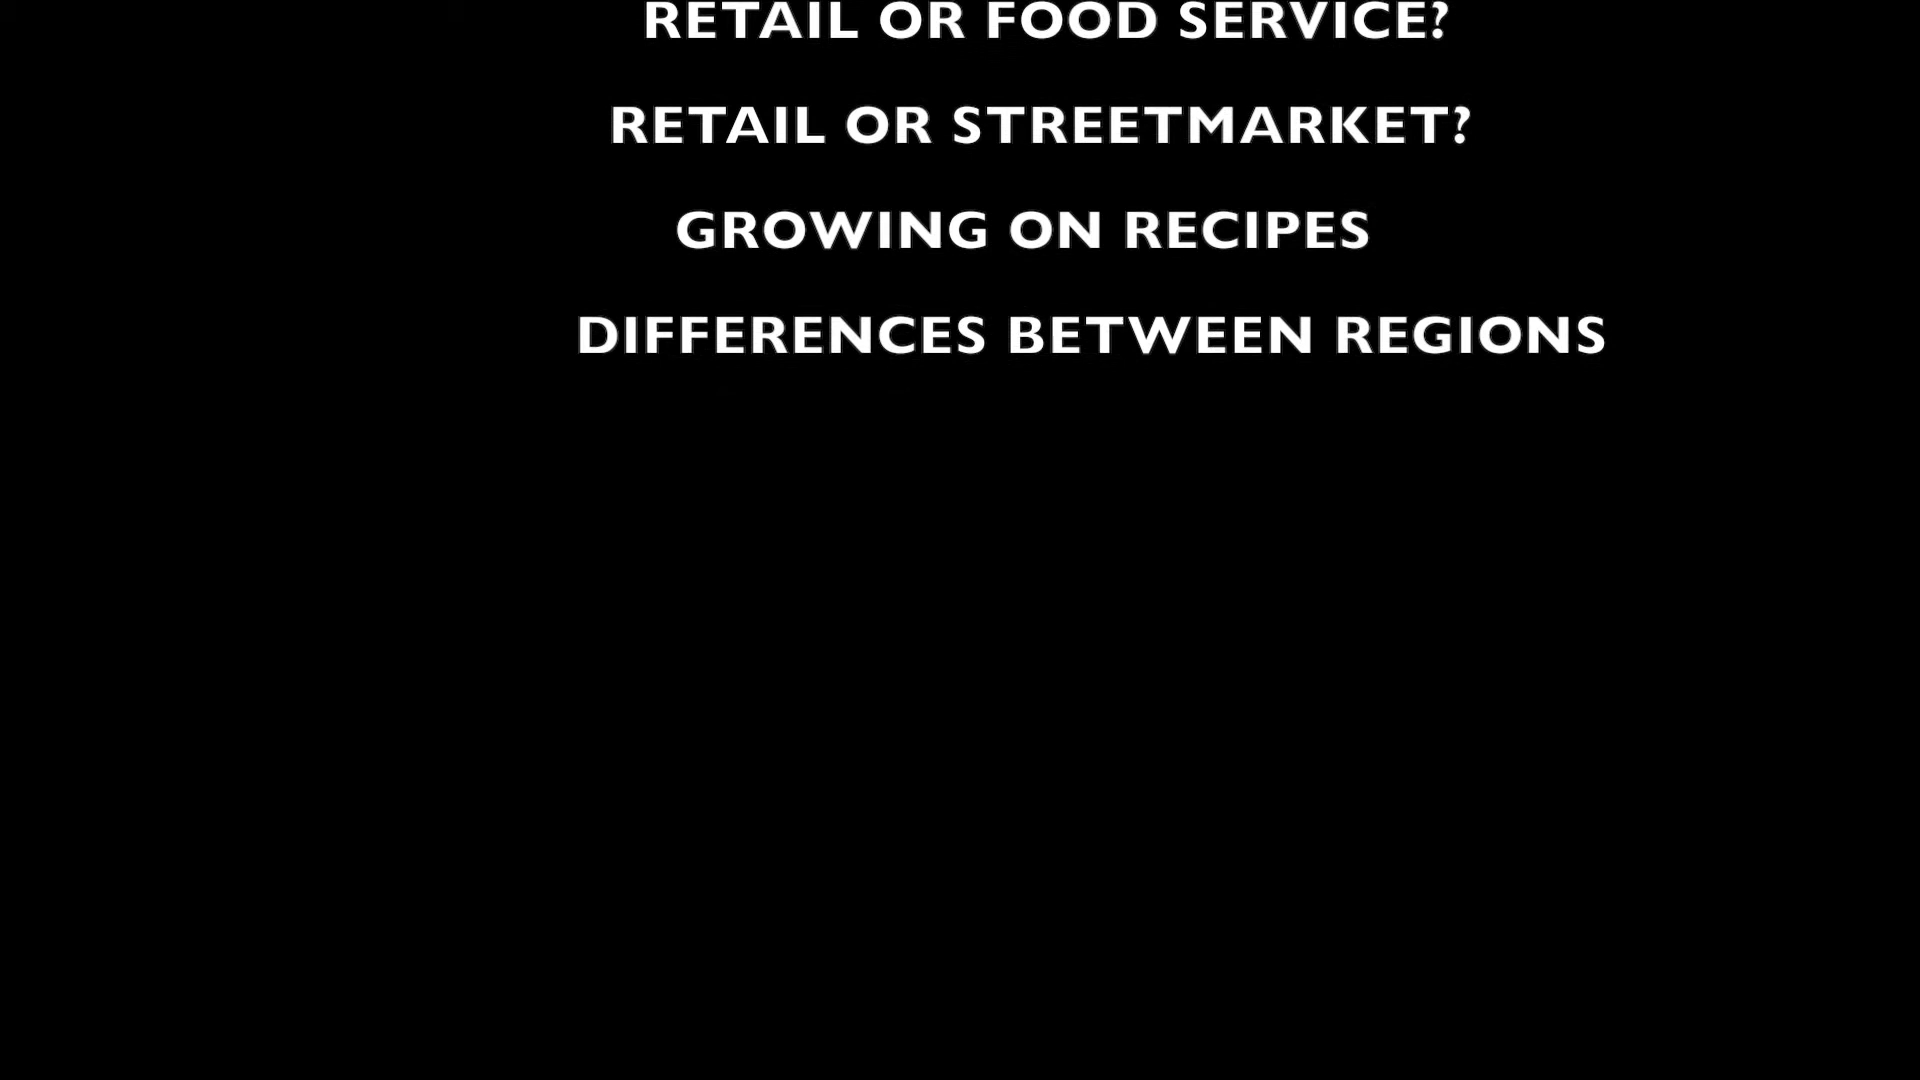 RETAIL OR FOOD SERVICE?
RETAIL OR STREETMARKET?
GROWING ON RECIPES
DIFFERENCES BETWEEN REGIONS